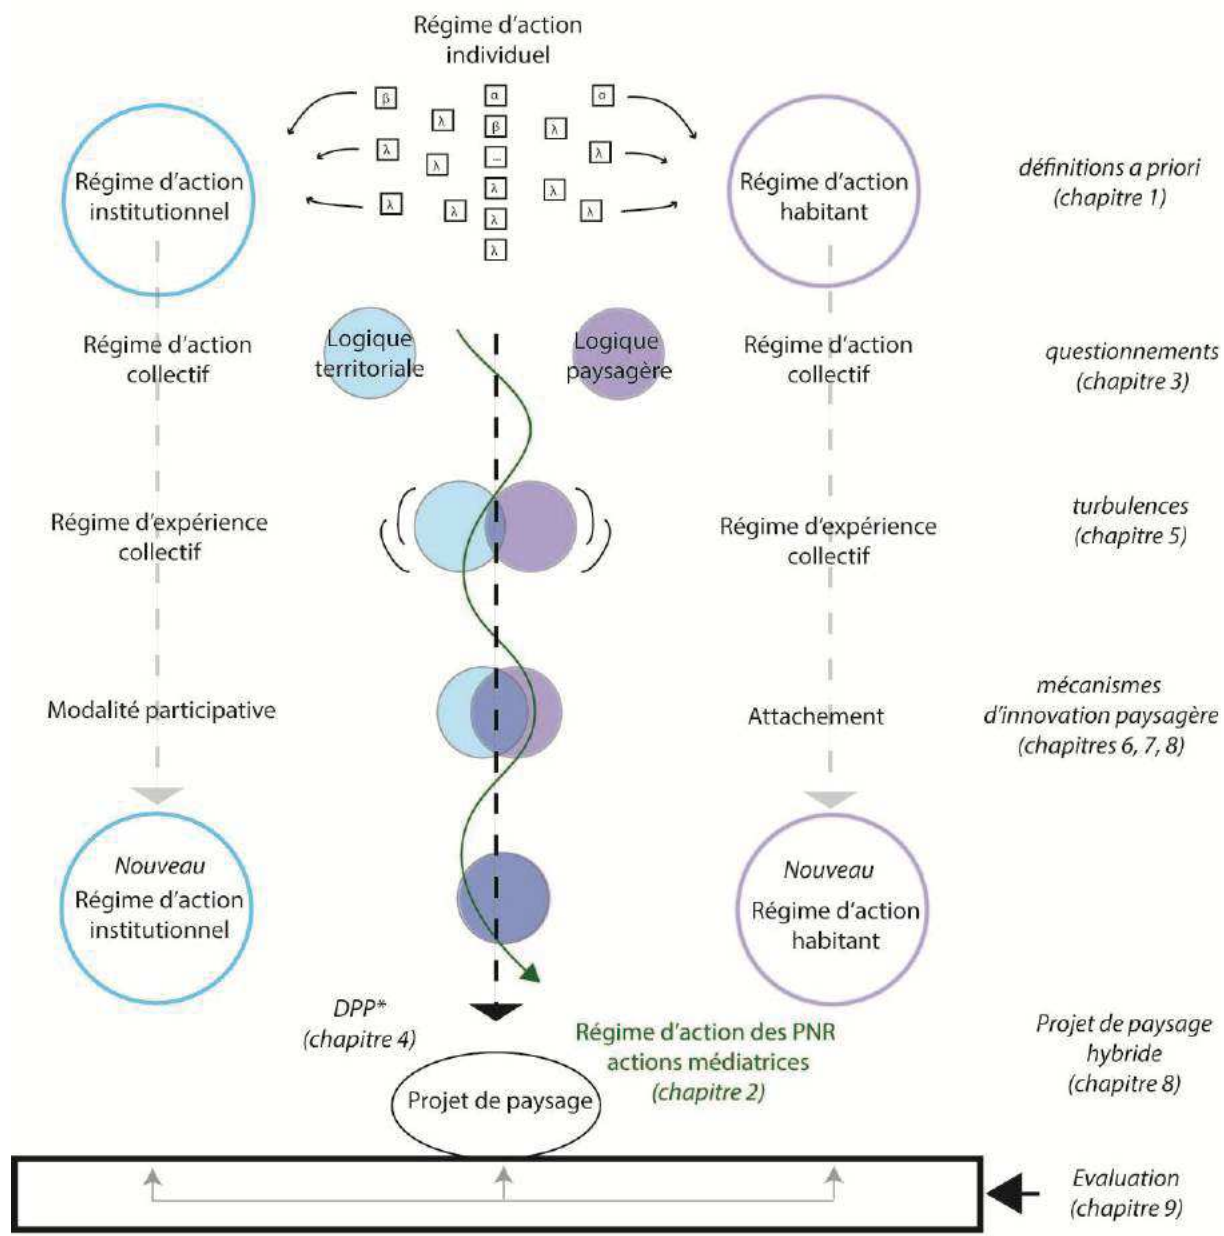 Régime d'action
individuel
β
α
α
λ
β
λ
λ
λ
...
λ
λ
λ
λ
λ
λ
λ
λ
λ
Régime d'action
institutionnel
Régime d'action
habitant
définitions a priori
(chapitre 1)
Régime d'action
collectif
Logique
territoriale
Logique
paysagère
Régime d'action
collectif
questionnements
(chapitre 3)
Régime d'expérience
collectif
Régime d'expérience
collectif
turbulences
(chapitre 5)
Modalité participative
Attachement
mécanismes
d'innovation paysagère
(chapitres 6, 7, 8)
Nouveau
Régime d'action
institutionnel
Nouveau
Régime d'action
habitant
DPP*
(chapitre 4)
Régime d'action des PNR
actions médiatrices
(chapitre 2)
Projet de paysage
hybride
(chapitre 8)
Projet de paysage
Evaluation
(chapitre 9)